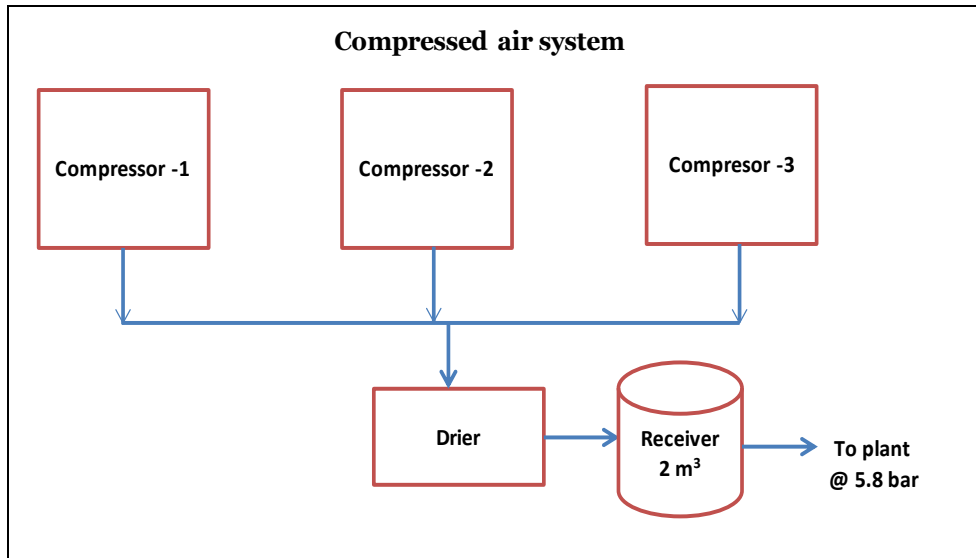 Compressed air system
Compressor -1
Compressor -2
Compresor -3
Drier
Receiver
2 m³
To plant
@ 5.8 bar